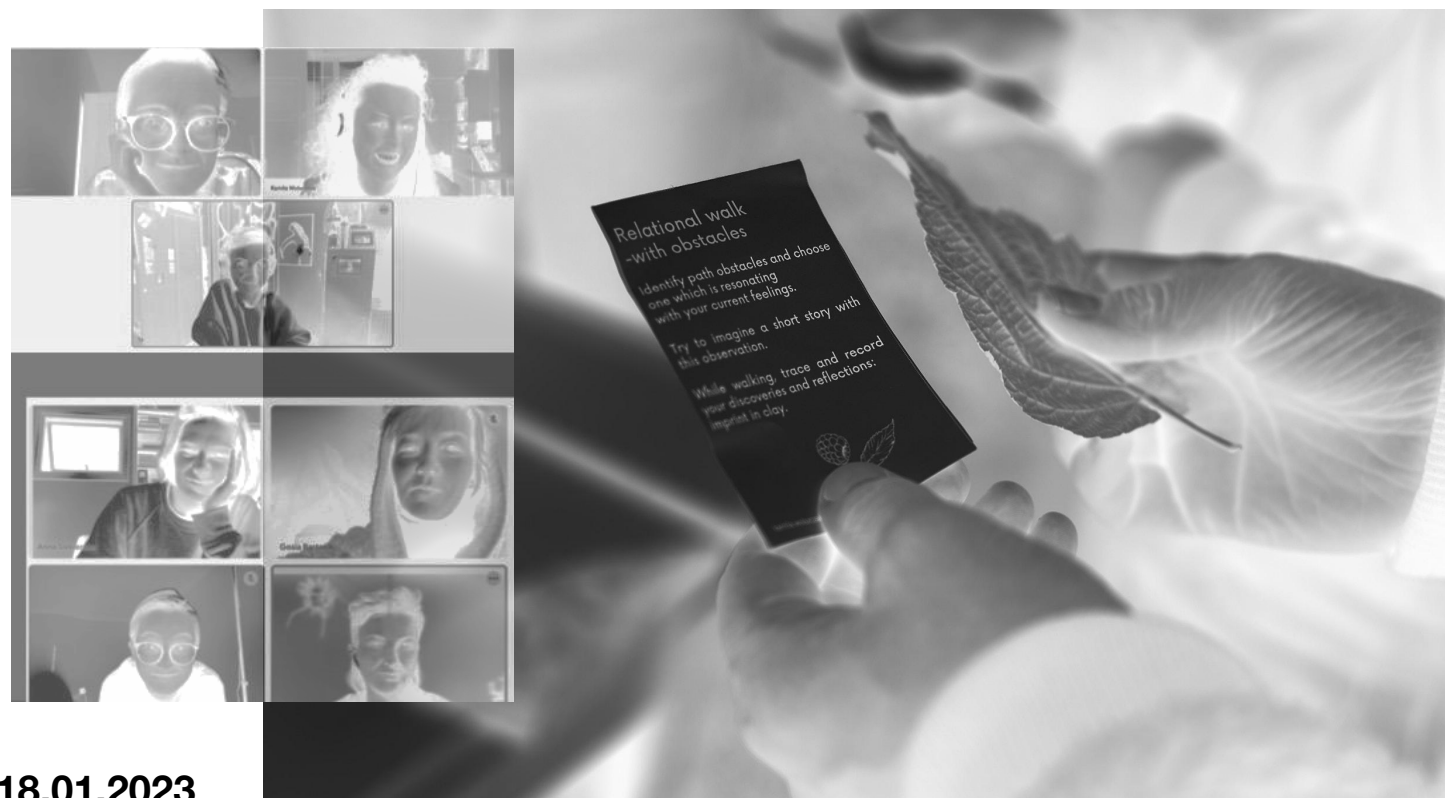 Relational walk
-with obstacles
Identify path obstacles and choose
one which is resonating
with your current feelings.
Try to imagine a short story with
this observation.
While walking, trace and record
your discoveries and reflections:
imprint in clay.
Kamila
Gosia
18.01.2023